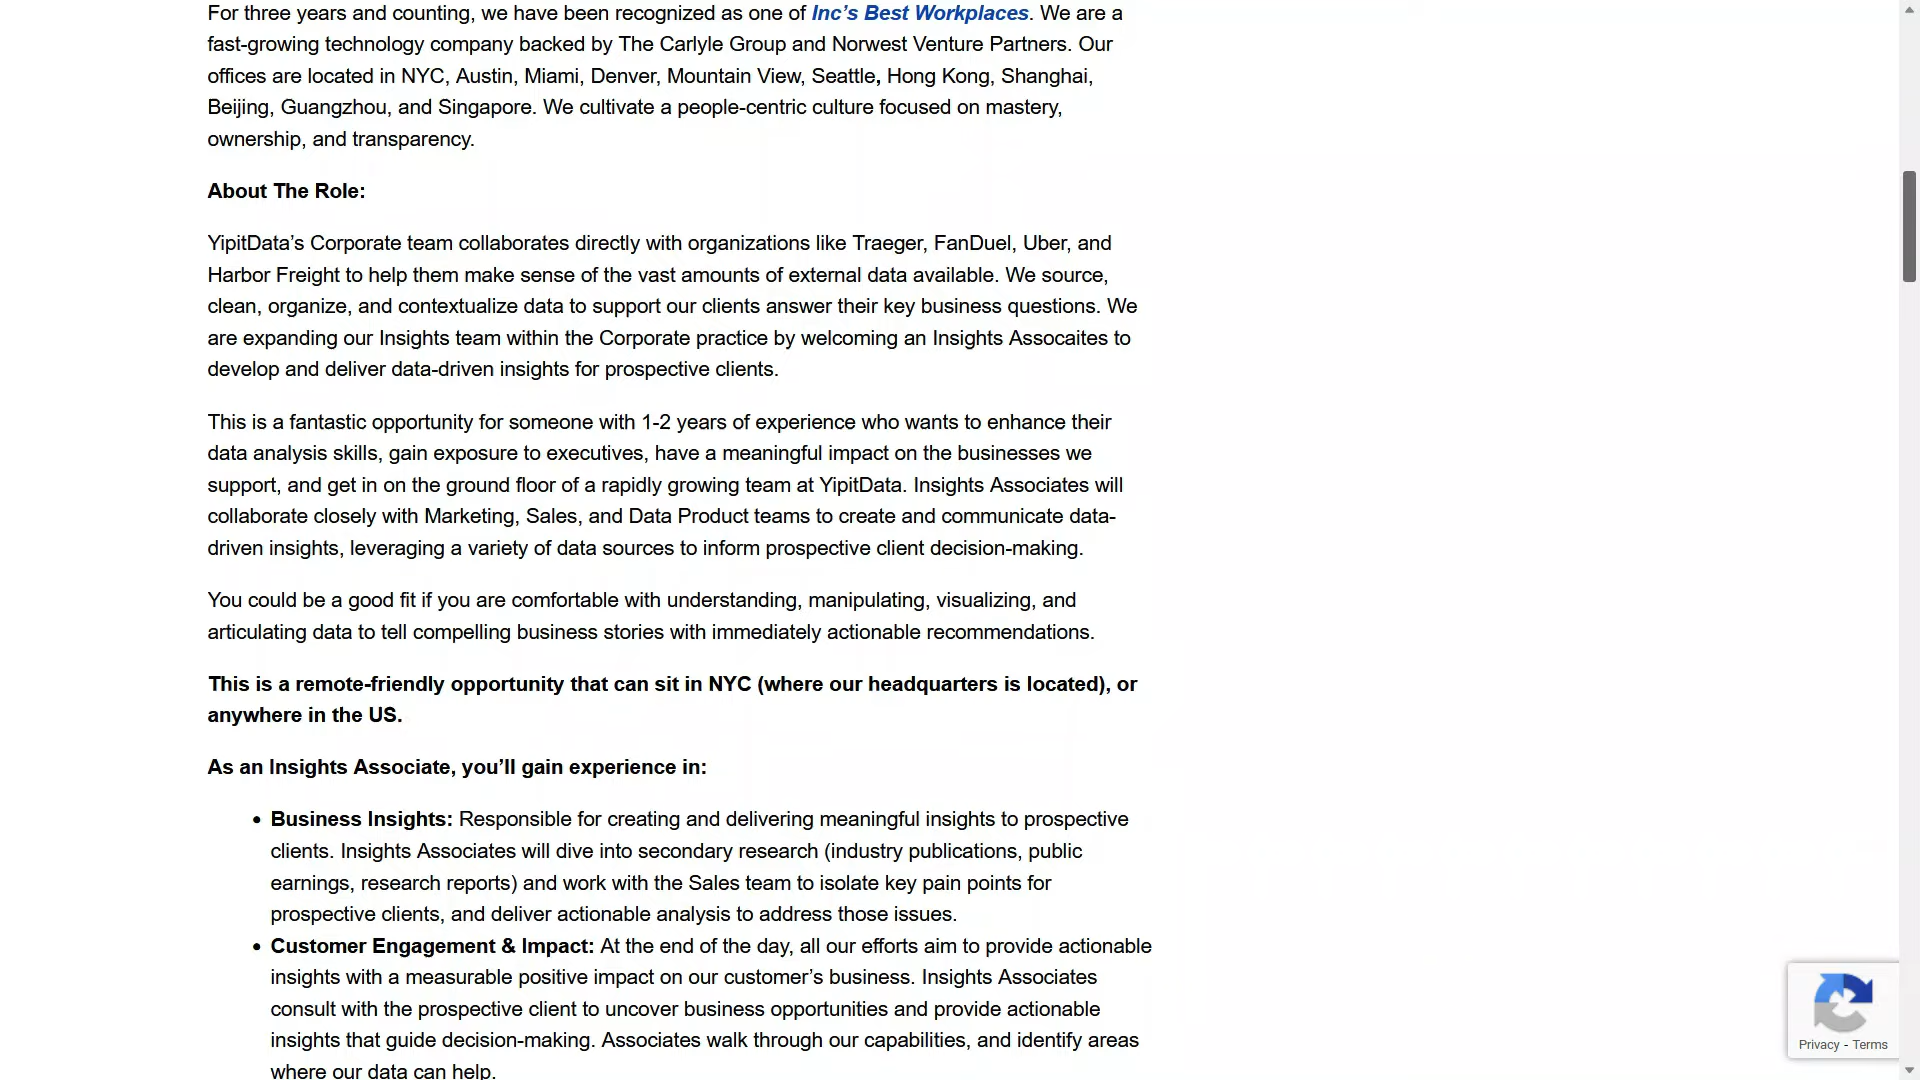 For three years and counting, we have been recognized as one of Inc’s Best Workplaces. We are a
fast-growing technology company backed by The Carlyle Group and Norwest Venture Partners. Our
offices are located in NYC, Austin, Miami, Denver, Mountain View, Seattle, Hong Kong, Shanghai,
Beijing, Guangzhou, and Singapore. We cultivate a people-centric culture focused on mastery,
ownership, and transparency.
About The Role:
YipitData’s Corporate team collaborates directly with organizations like Traeger, FanDuel, Uber, and
Harbor Freight to help them make sense of the vast amounts of external data available. We source,
clean, organize, and contextualize data to support our clients answer their key business questions. We
are expanding our Insights team within the Corporate practice by welcoming an Insights Assocaites to
develop and deliver data-driven insights for prospective clients.
This is a fantastic opportunity for someone with 1-2 years of experience who wants to enhance their
data analysis skills, gain exposure to executives, have a meaningful impact on the businesses we
support, and get in on the ground floor of a rapidly growing team at YipitData. Insights Associates will
collaborate closely with Marketing, Sales, and Data Product teams to create and communicate data-
driven insights, leveraging a variety of data sources to inform prospective client decision-making.
You could be a good fit if you are comfortable with understanding, manipulating, visualizing, and
articulating data to tell compelling business stories with immediately actionable recommendations.
This is a remote-friendly opportunity that can sit in NYC (where our headquarters is located), or
anywhere in the US.
As an Insights Associate, you’ll gain experience in:
• Business Insights: Responsible for creating and delivering meaningful insights to prospective
clients. Insights Associates will dive into secondary research (industry publications, public
earnings, research reports) and work with the Sales team to isolate key pain points for
prospective clients, and deliver actionable analysis to address those issues.
• Customer Engagement & Impact: At the end of the day, all our efforts aim to provide actionable
insights with a measurable positive impact on our customer’s business. Insights Associates
consult with the prospective client to uncover business opportunities and provide actionable
insights that guide decision-making. Associates walk through our capabilities, and identify areas
where our data can help.
Privacy - Terms